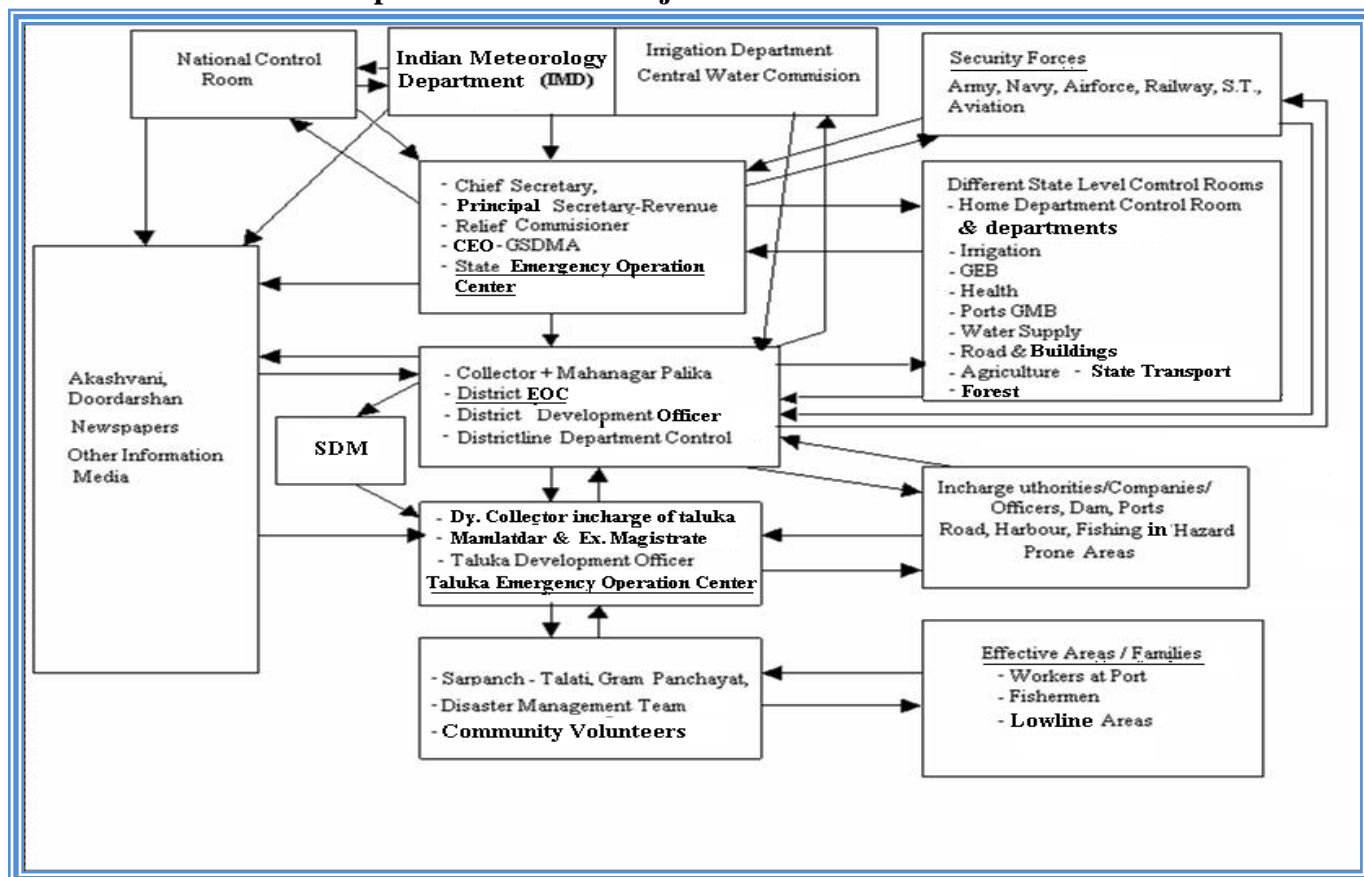 National Control
Room
Indian Meteorology
Department (IMD)
Irrigation Department
Central Water Commision
Security Forces
Army, Navy, Airforce, Railway, S.T.,
Aviation
- Chief Secretary,
- Principal Secretary-Revenue
- Relief Commisioner
- CEO - GSDMA
- State Emergency Operation
Center
Different State Level Comtrol Rooms
- Home Department Control Room
& departments
- Irrigation
- GEB
- Health
- Ports GMB
- Water Supply
- Road & Buildings
- Agriculture - State Transport
- Forest
Akashvani,
Doordarshan
Newspapers
Other Information
Media
- Collector + Mahanagar Palika
- District EOC
- District Development Officer
- Districtline Department Control
SDM
- Dy. Collector incharge of taluka
- Mamlatdar & Ex. Magistrate
- Taluka Development Officer
Taluka Emergency Operation Center
Incharge uthorities/Companies/
Officers, Dam, Ports
Road, Harbour, Fishing in Hazard
Prone Areas
- Sarpanch - Talati, Gram Panchayat,
- Disaster Management Team
- Community Volunteers
Effective Areas / Families
- Workers at Port
- Fishermen
- Lowline Areas